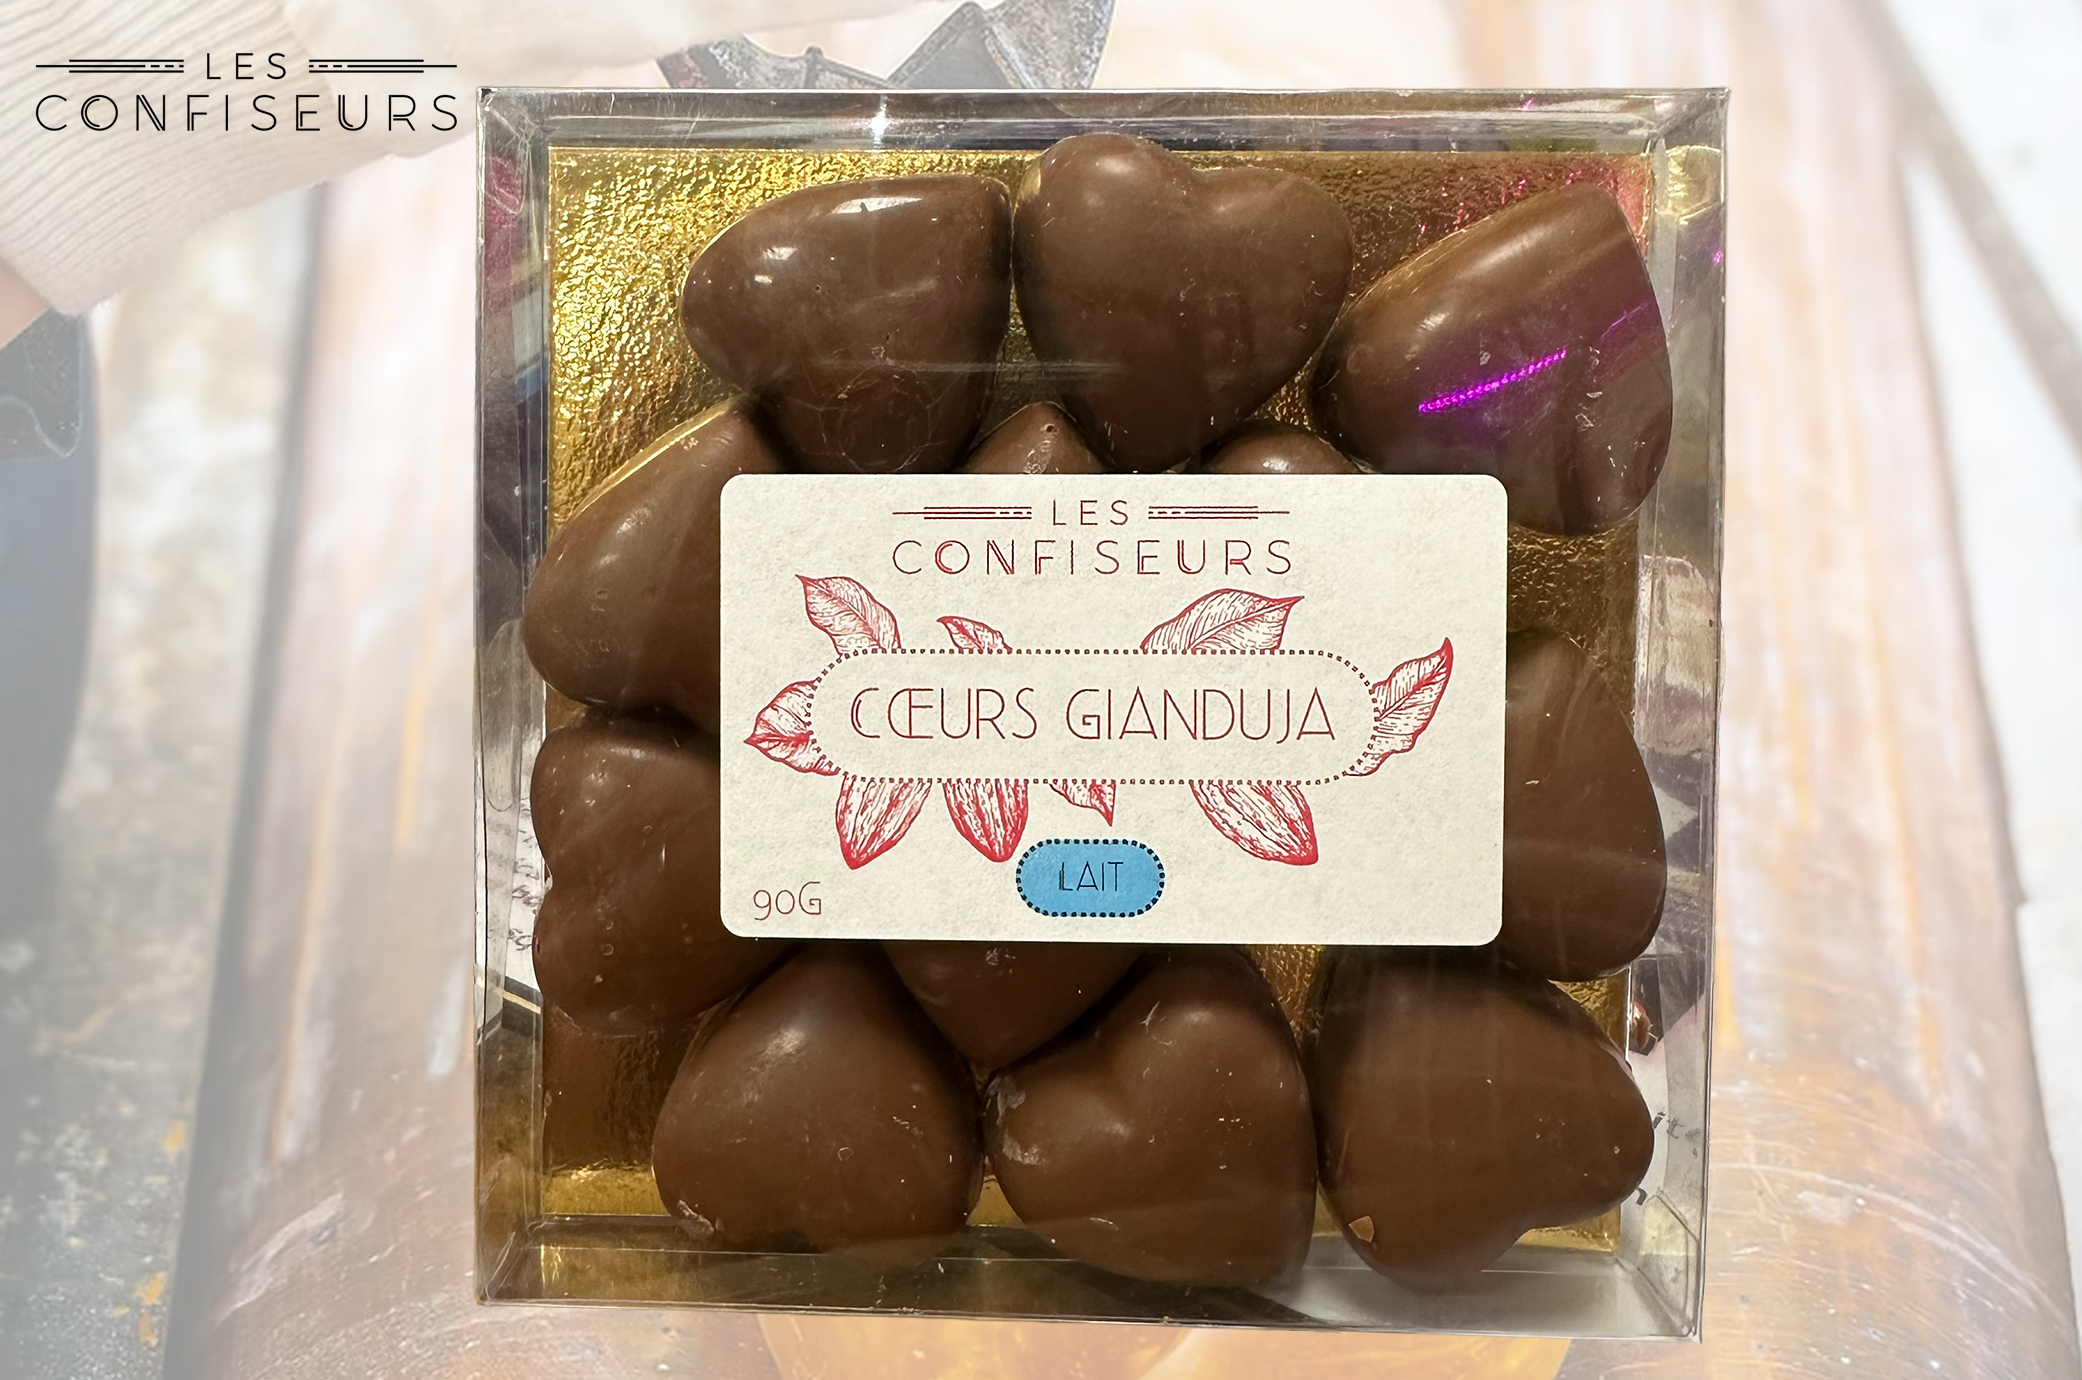 LES
CONFISEURS
LES
CONFISEURS
CŒURS GIANDUJA
LAIT
90G